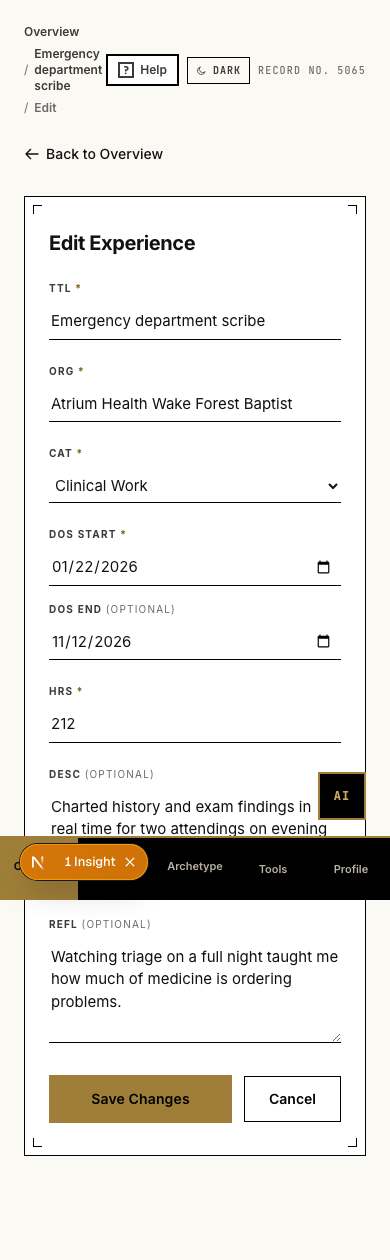 Overview
/ Emergency
department
scribe
/ Edit
? Help
DARK
RECORD NO. 5065
← Back to Overview
Edit Experience
TTL *
Emergency department scribe
ORG *
Atrium Health Wake Forest Baptist
CAT *
Clinical Work
DOS START *
01/22/2026
DOS END (OPTIONAL)
11/12/2026
HRS *
212
DESC (OPTIONAL)
Charted history and exam findings in
real time for two attendings on evening
AI
1 Insight
Archetype
Tools
Profile
REFL (OPTIONAL)
Watching triage on a full night taught me
how much of medicine is ordering
problems.
Save Changes
Cancel